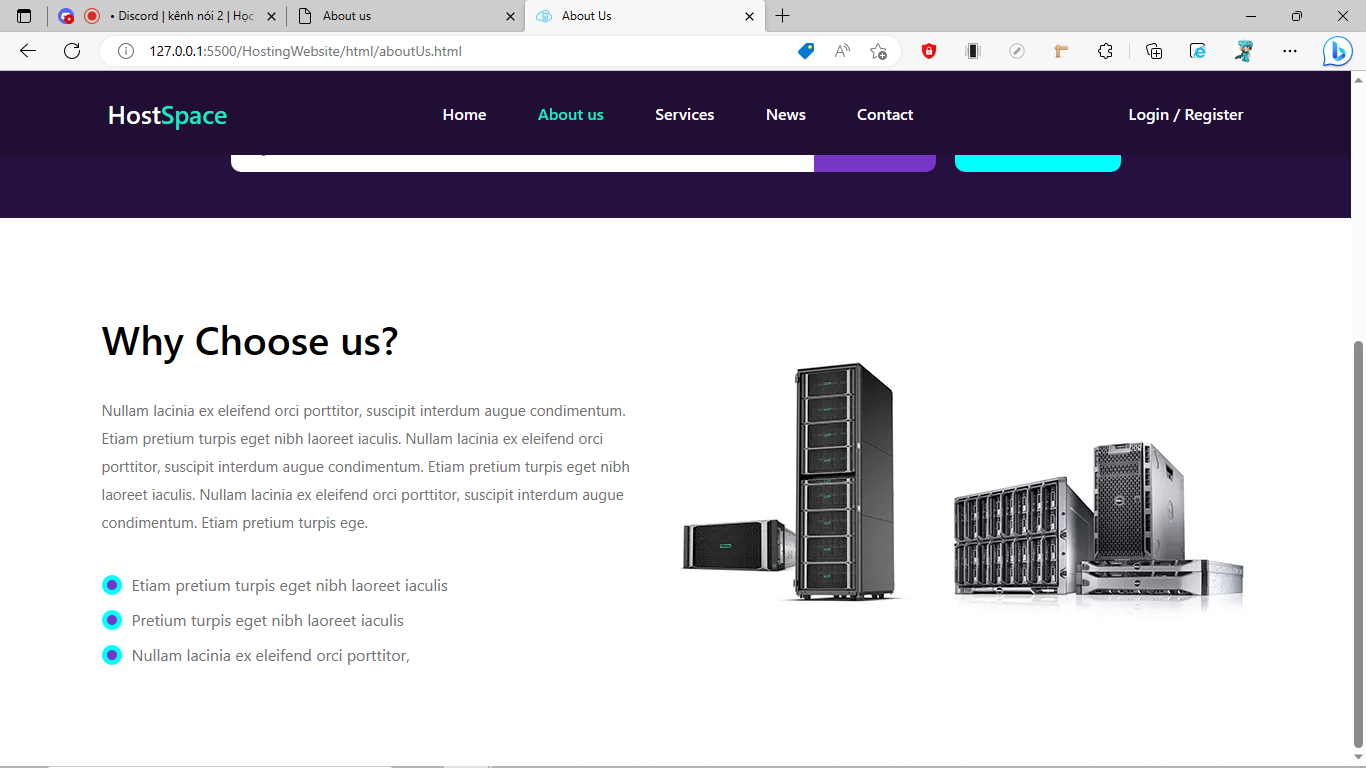 • Discord | kênh nói 2 | Học
About us
About Us
127.0.0.1:5500/HostingWebsite/html/aboutUs.html
HostSpace
Home
About us
Services
News
Contact
Login / Register
Why Choose us?
Nullam lacinia ex eleifend orci porttitor, suscipit interdum augue condimentum.
Etiam pretium turpis eget nibh laoreet iaculis. Nullam lacinia ex eleifend orci
porttitor, suscipit interdum augue condimentum. Etiam pretium turpis eget nibh
laoreet iaculis. Nullam lacinia ex eleifend orci porttitor, suscipit interdum augue
condimentum. Etiam pretium turpis ege.
Etiam pretium turpis eget nibh laoreet iaculis
Pretium turpis eget nibh laoreet iaculis
Nullam lacinia ex eleifend orci porttitor,